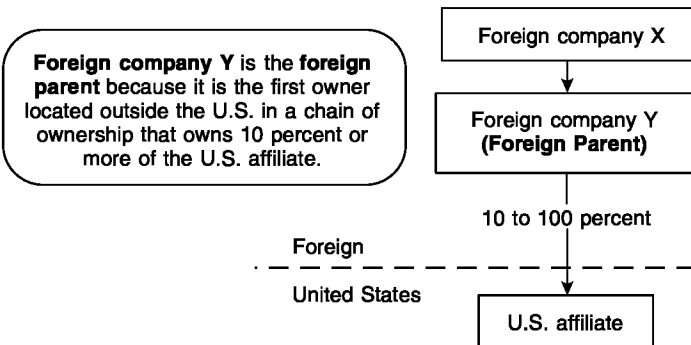 Foreign company Y is the foreign
parent because it is the first owner
located outside the U.S. in a chain of
ownership that owns 10 percent or
more of the U.S. affiliate.
Foreign company X
Foreign company Y
(Foreign Parent)
10 to 100 percent
Foreign
United States
U.S. affiliate